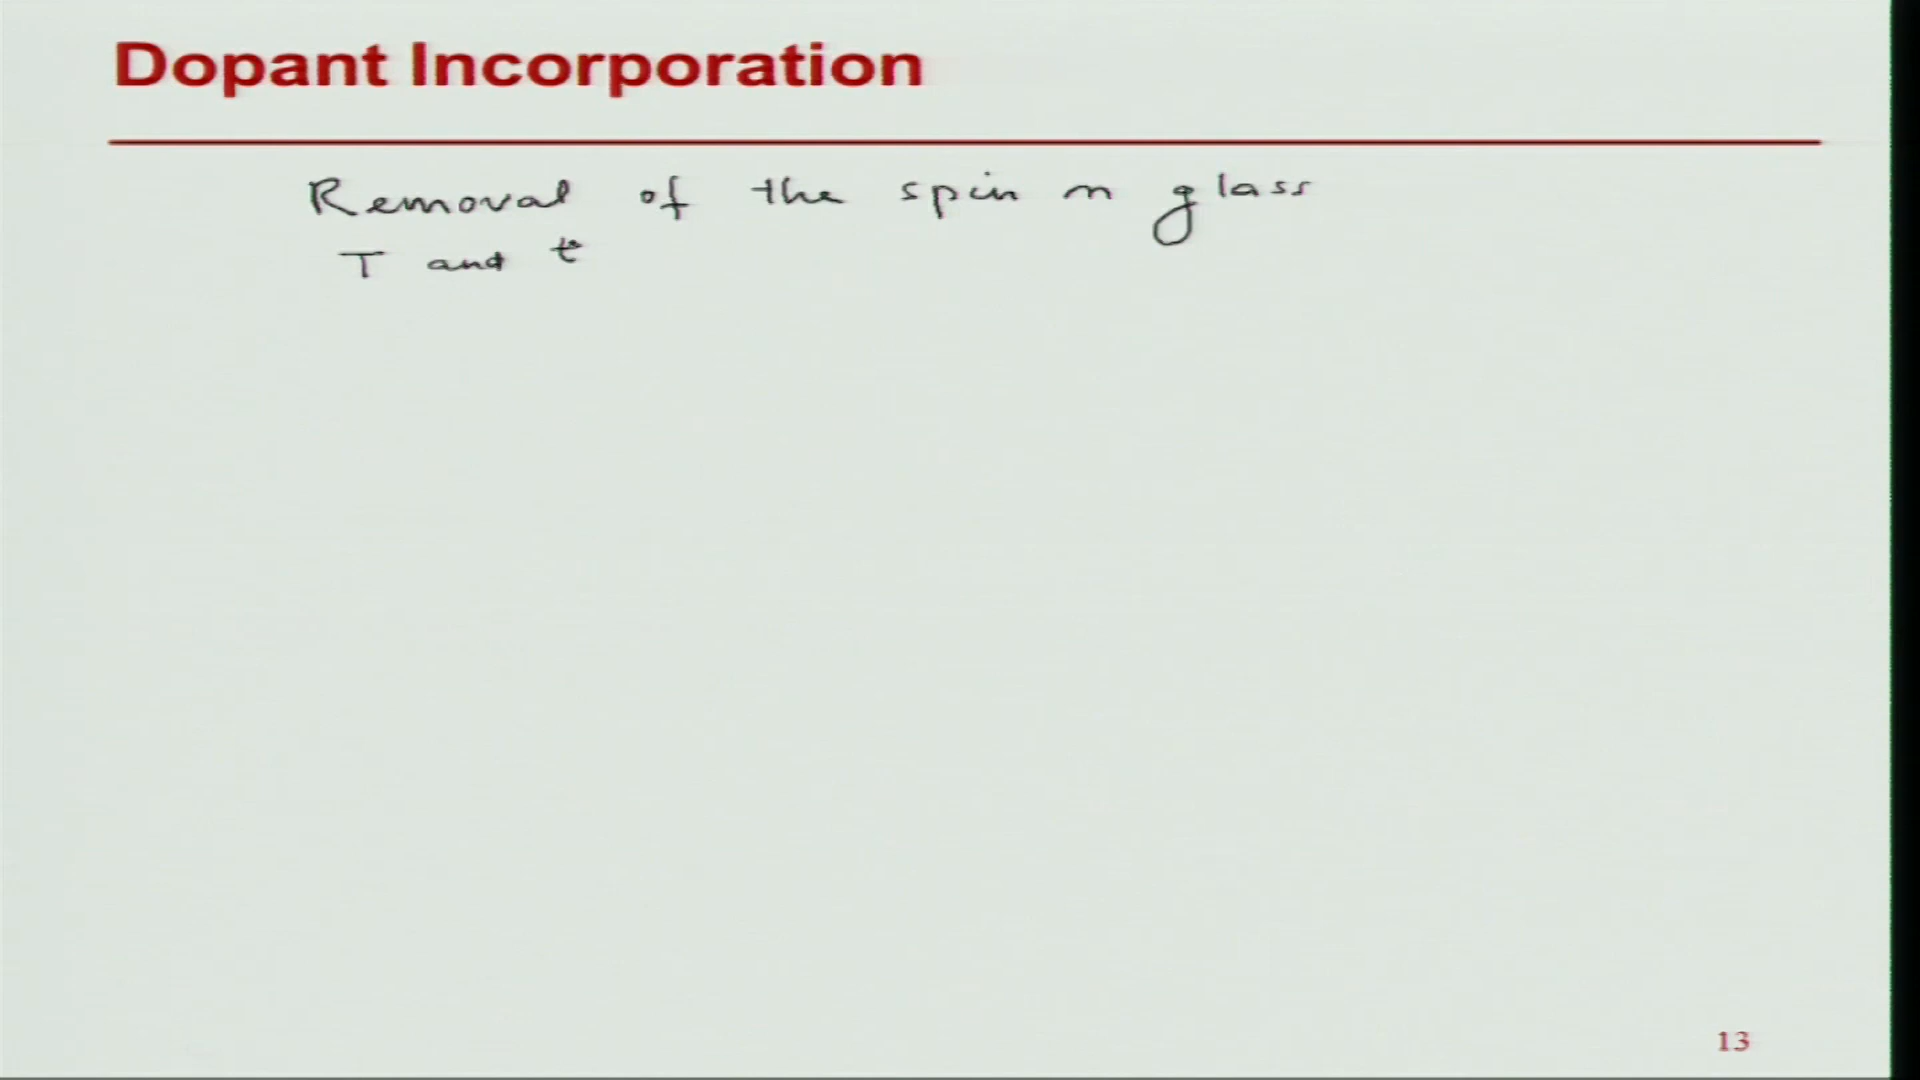 Dopant Incorporation
Removal of the spin on glass
T and t
13